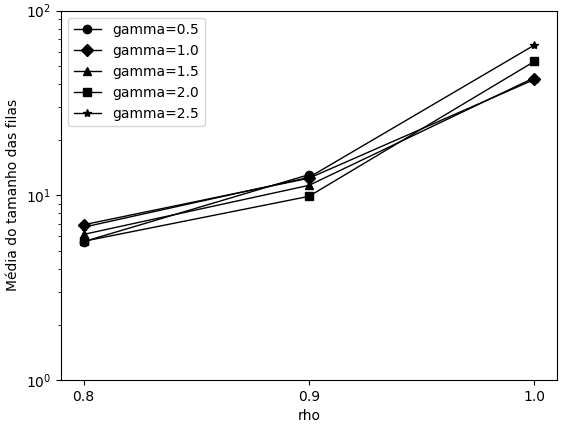 10²
gamma=0.5
gamma=1.0
gamma=1.5
gamma=2.0
gamma=2.5
Média do tamanho das filas
10¹
10⁰
0.8
0.9
1.0
rho